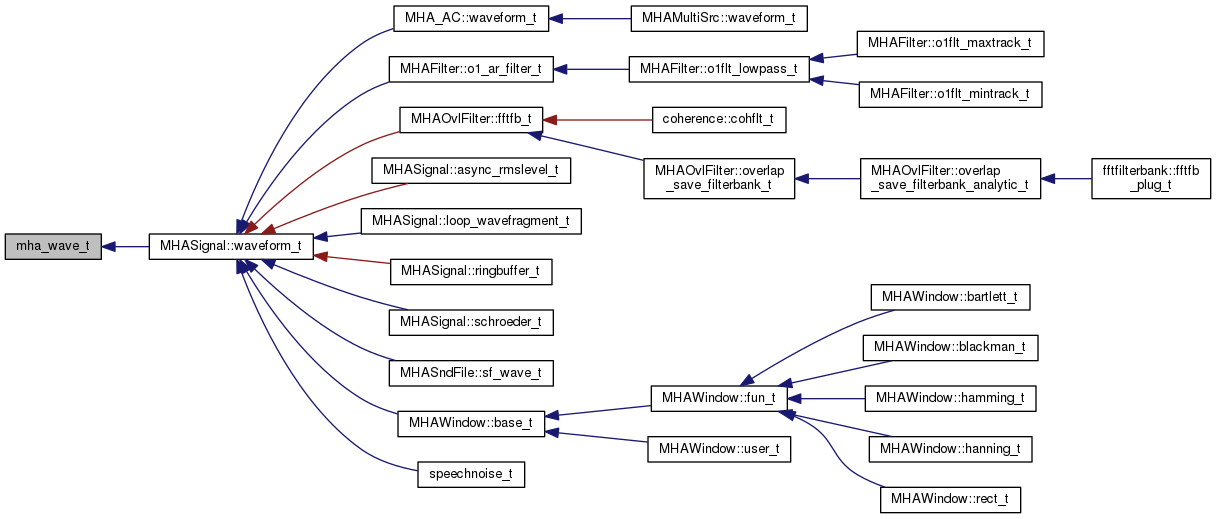 mha_wave_t
MHASignal::waveform_t
MHA_AC::waveform_t
MHAMultiSrc::waveform_t
MHAFilter::o1_ar_filter_t
MHAFilter::o1flt_lowpass_t
MHAFilter::o1flt_maxtrack_t
MHAFilter::o1flt_mintrack_t
MHAOvlFilter::fftfb_t
coherence::cohflt_t
MHAOvlFilter::overlap
_save_filterbank_t
MHAOvlFilter::overlap
_save_filterbank_analytic_t
fftfilterbank::fftfb
_plug_t
MHASignal::async_rmslevel_t
MHASignal::loop_wavefragment_t
MHASignal::ringbuffer_t
MHASignal::schroeder_t
MHASndFile::sf_wave_t
MHAWindow::base_t
MHAWindow::fun_t
MHAWindow::bartlett_t
MHAWindow::blackman_t
MHAWindow::hamming_t
MHAWindow::hanning_t
MHAWindow::rect_t
MHAWindow::user_t
speechnoise_t